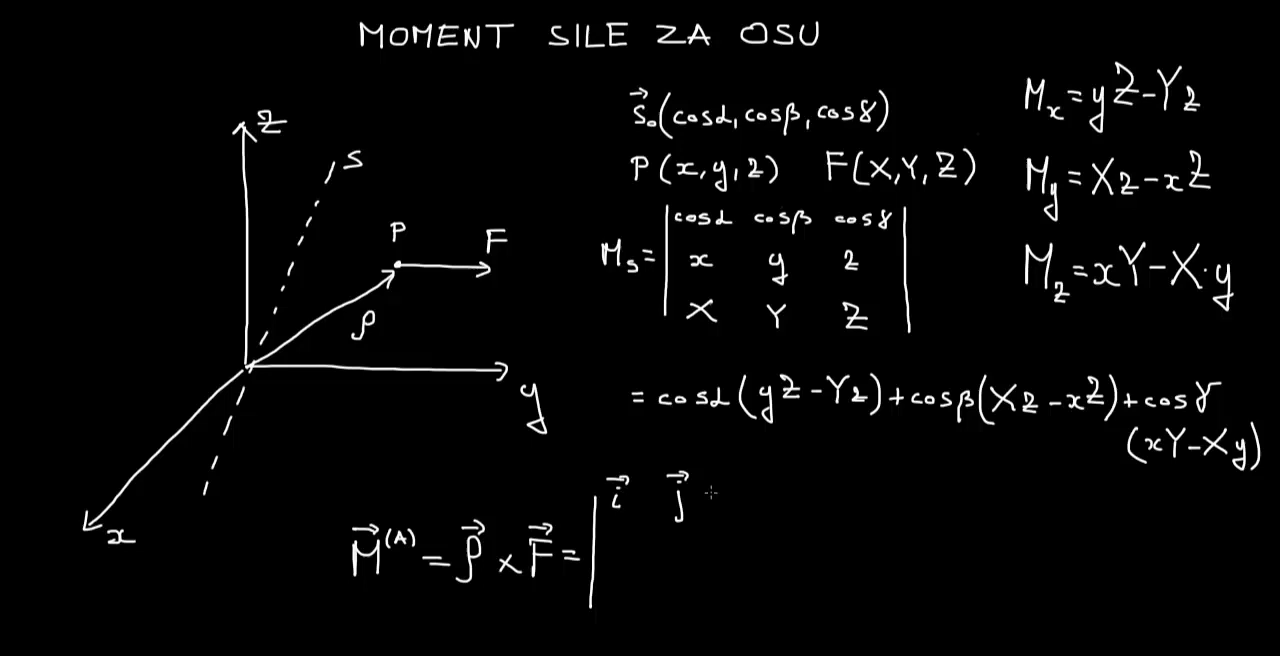 MOMENT SILE ZA OSU
z
s
P
F
ρ
y
x
S⃗₀(cosα, cosβ, cosγ)
P(x, y, z) F(X, Y, Z)
Mₛ = | cosα cosβ cosγ |
x y z
X Y Z
= cosα(yZ - Yz) + cosβ(Xz - xZ) + cosγ
(xY - Xy)
Mₓ = yZ - Yz
M_y = Xz - xZ
M_z = xY - X·y
M⃗⁽ᴬ⁾ = ρ⃗ × F⃗ = | i⃗ j⃗